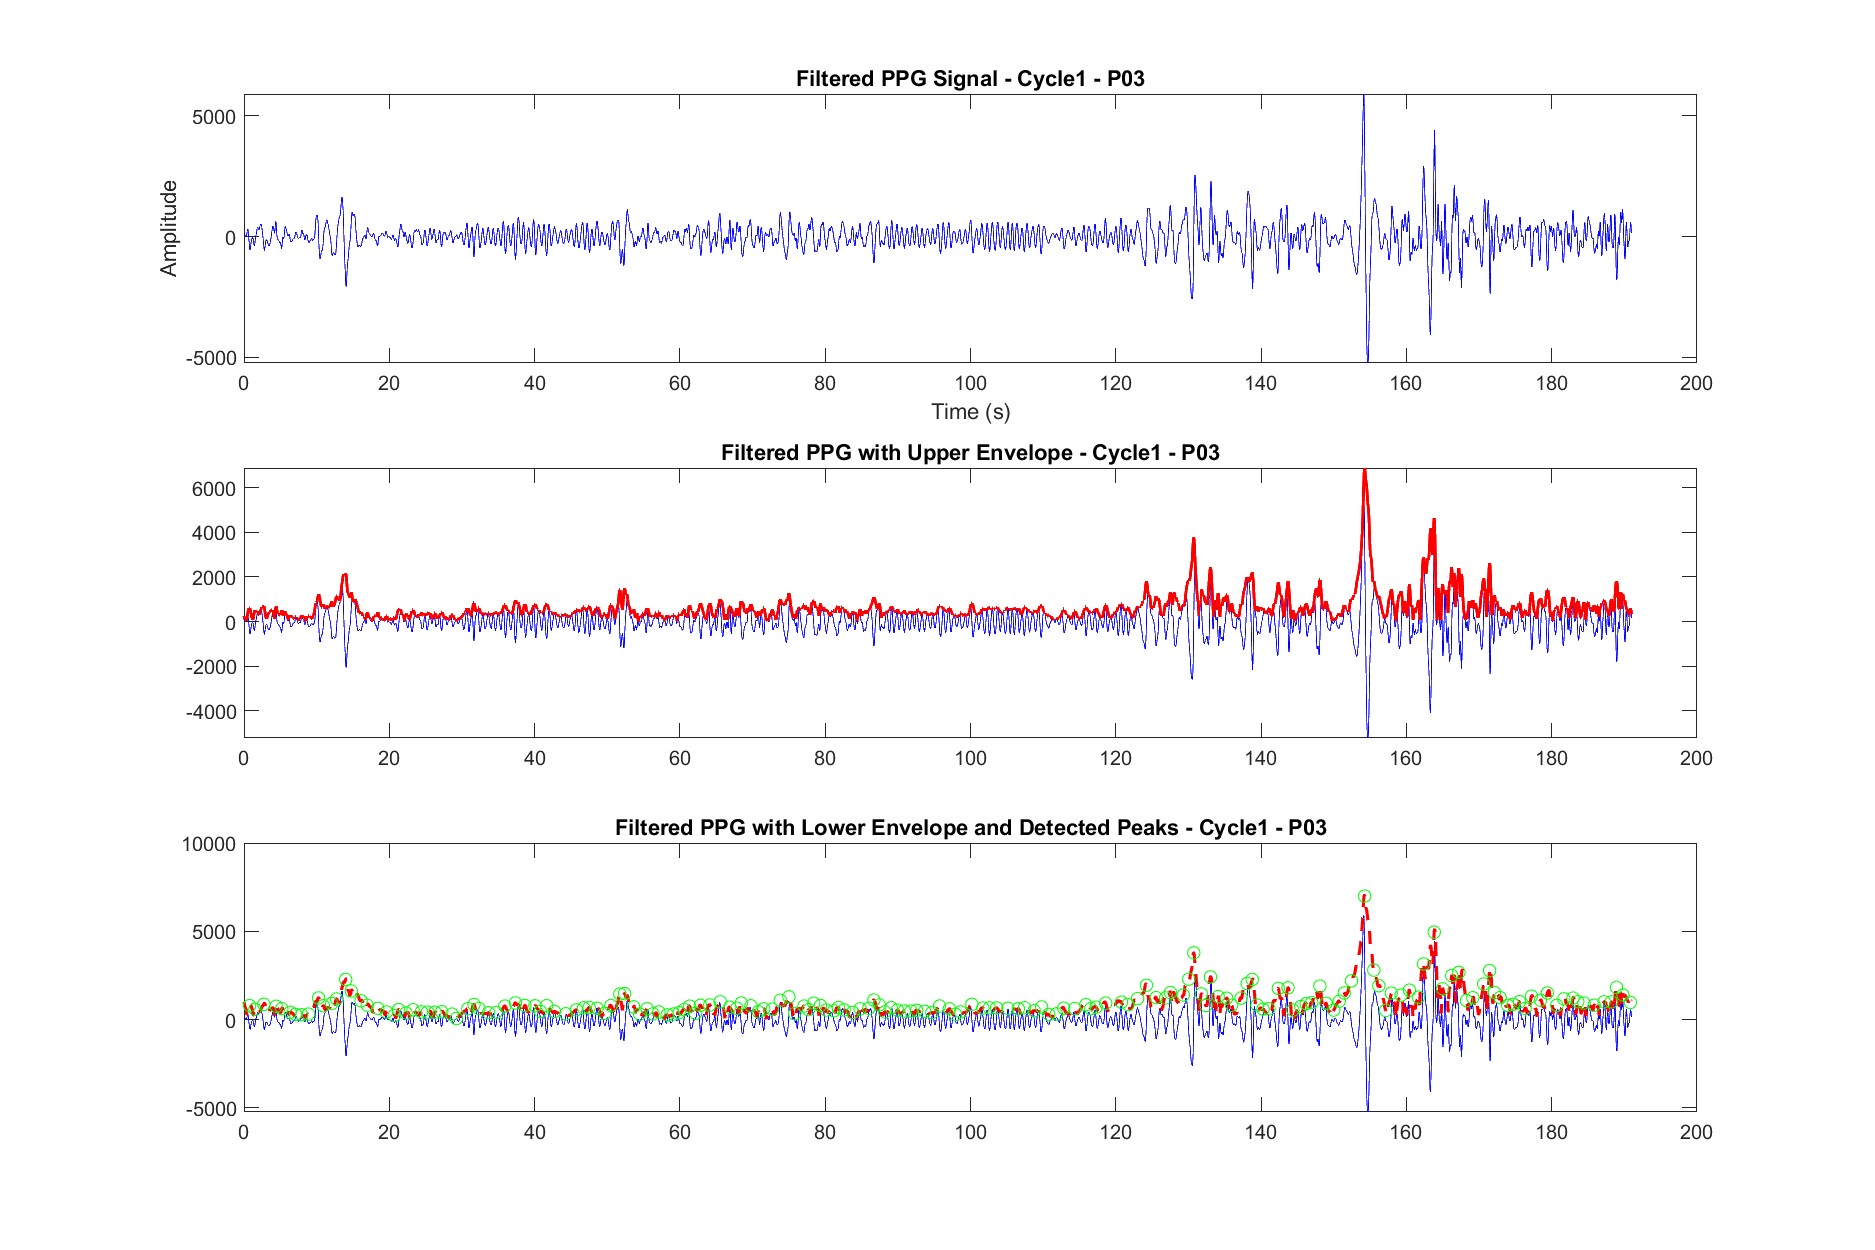 Filtered PPG Signal - Cycle1 - P03
5000
0
-5000
Amplitude
0 20 40 60 80 100 120 140 160 180 200
Time (s)
Filtered PPG with Upper Envelope - Cycle1 - P03
6000
4000
2000
0
-2000
-4000
0 20 40 60 80 100 120 140 160 180 200
Filtered PPG with Lower Envelope and Detected Peaks - Cycle1 - P03
10000
5000
0
-5000
0 20 40 60 80 100 120 140 160 180 200